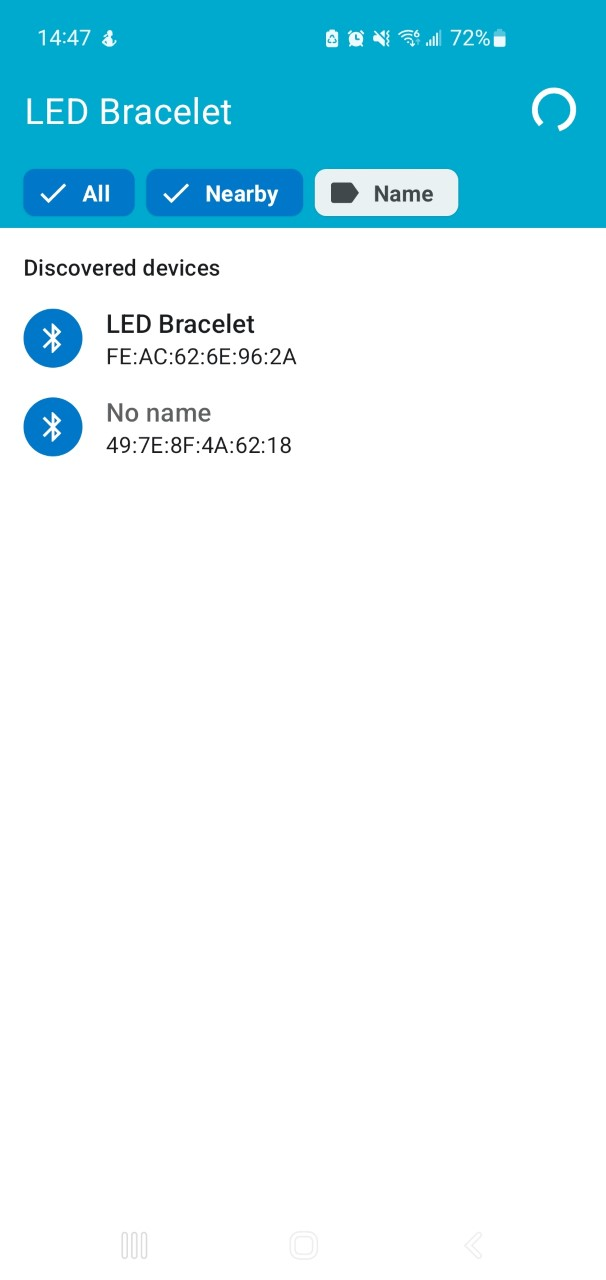 14:47 72%
LED Bracelet
All Nearby Name
Discovered devices
LED Bracelet
FE:AC:62:6E:96:2A
No name
49:7E:8F:4A:62:18